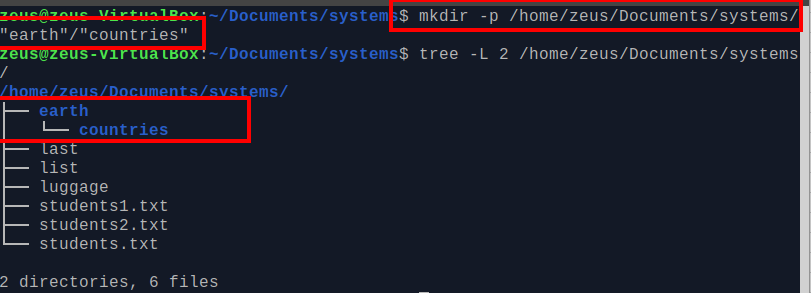 zeus@zeus-VirtualBox:~/Documents/systems$ mkdir -p /home/zeus/Documents/systems/
"earth"/"countries"
zeus@zeus-VirtualBox:~/Documents/systems$ tree -L 2 /home/zeus/Documents/systems
/
/home/zeus/Documents/systems/
├── earth
│   └── countries
├── last
├── list
├── luggage
├── students1.txt
├── students2.txt
└── students.txt
2 directories, 6 files